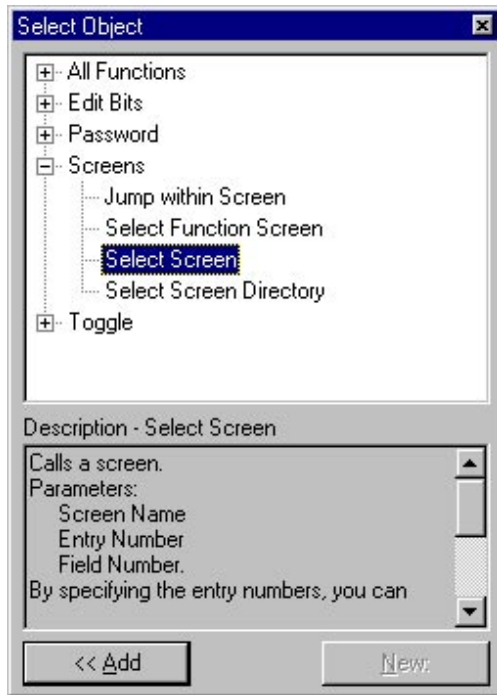 Select Object
All Functions
Edit Bits
Password
Screens
Jump within Screen
Select Function Screen
Select Screen
Select Screen Directory
Toggle
Description - Select Screen
Calls a screen.
Parameters:
Screen Name
Entry Number
Field Number.
By specifying the entry numbers, you can
<< Add
New: